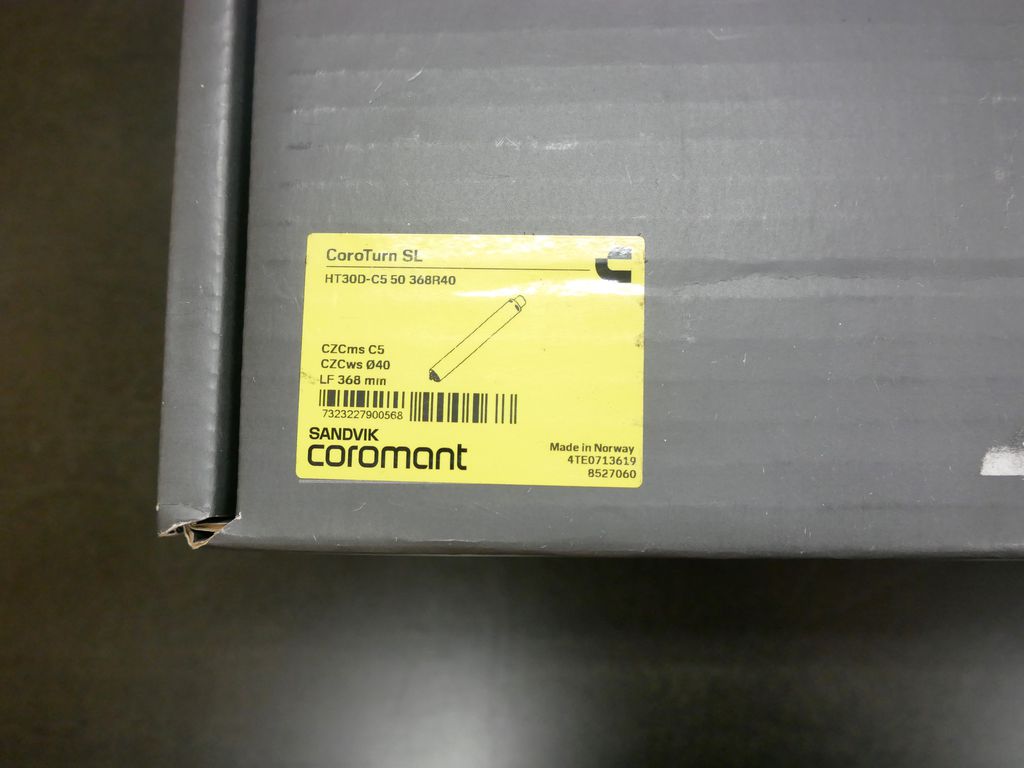 CoroTurn SL
HT30D-C5 50 368R40
CZCms C5
CZCws Ø40
LF 368 mm
7323227900568
SANDVIK
coromant
Made in Norway
4TE0713619
8527060